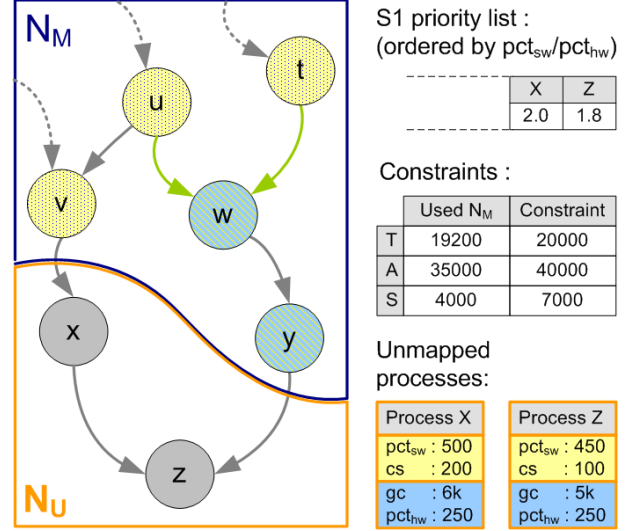 N_M
t
u
v
w
x
y
z
N_U
S1 priority list :
(ordered by pct_sw/pct_hw)
X Z
2.0 1.8
Constraints :
Used N_M Constraint
T 19200 20000
A 35000 40000
S 4000 7000
Unmapped
processes:
Process X Process Z
pct_sw : 500 pct_sw : 450
cs : 200 cs : 100
gc : 6k gc : 5k
pct_hw : 250 pct_hw : 250